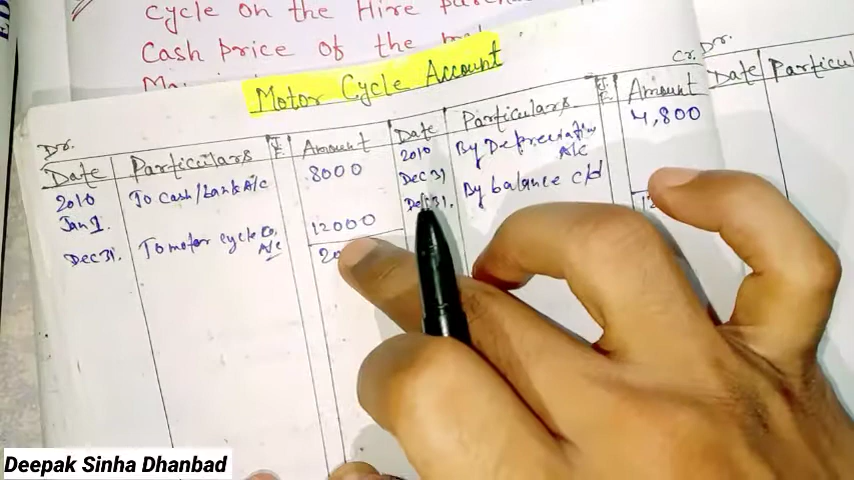 cycle on the Hire
Cash price of the
Motor Cycle Account
Dr.
Cr.
Dr.
Date Particulars J.F. Amount Date Particulars J.F. Amount
Date Particul
2010 To Cash/bank A/c 8000 2010 By Depreciation A/c 4,800
Jan 1. Dec 31 By balance c/d
Dec 31. To motor cycle Co. A/c 12000 Dec 31.
20
Deepak Sinha Dhanbad